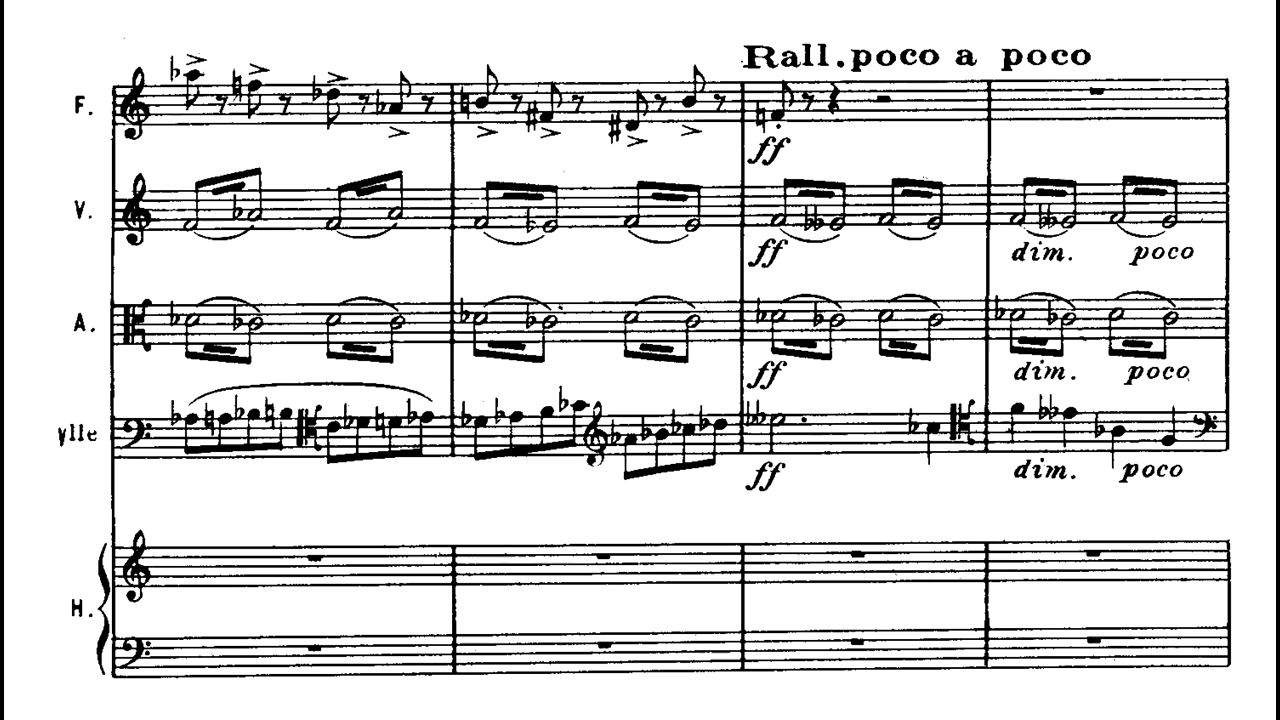 Rall. poco a poco
F.
ff
V.
ff dim. poco
A.
ff dim. poco
vlle
ff dim. poco
H.